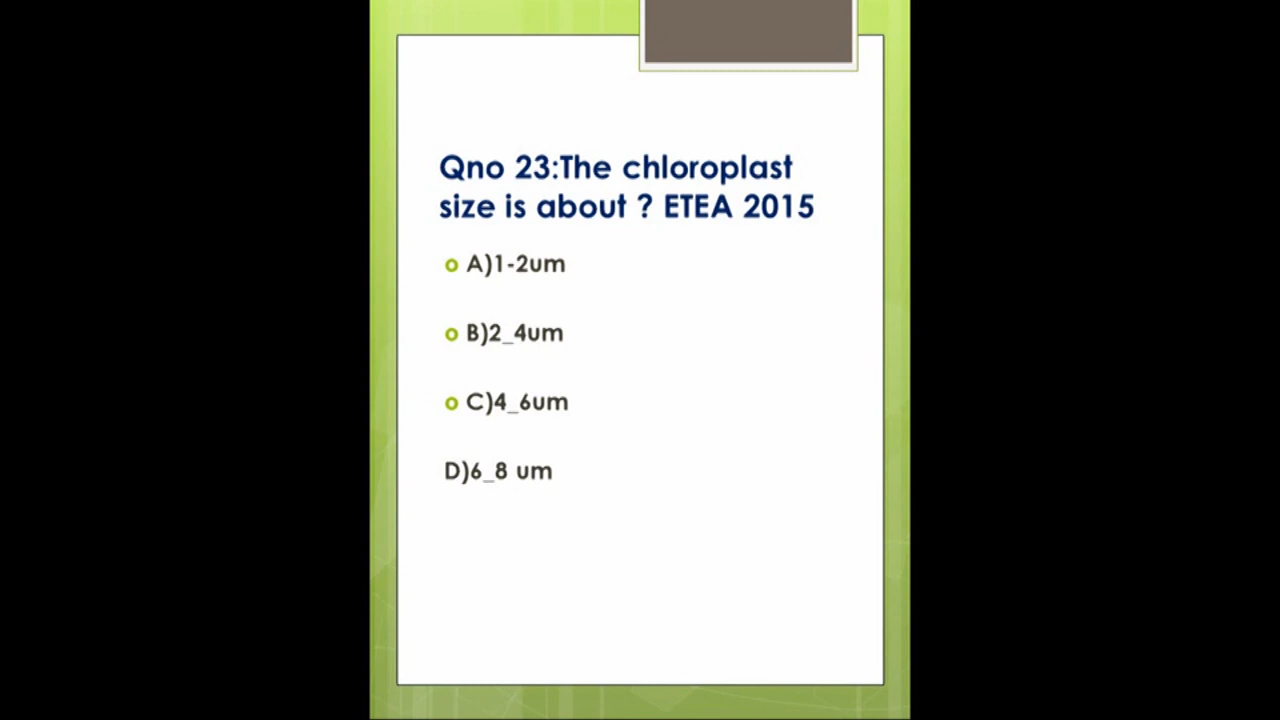 Qno 23:The chloroplast
size is about ? ETEA 2015
A)1-2um
B)2_4um
C)4_6um
D)6_8 um